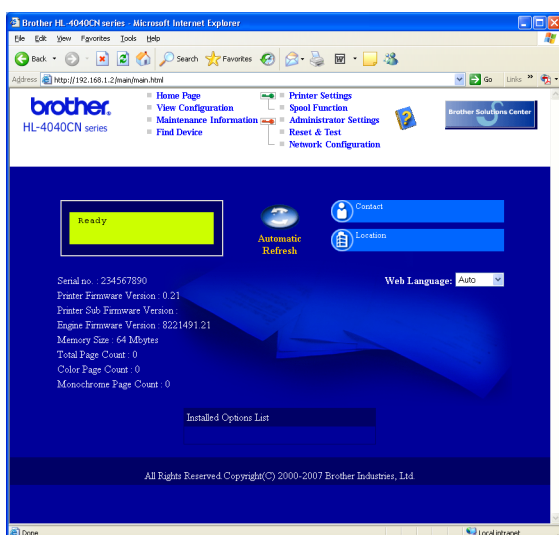 Brother HL-4040CN series - Microsoft Internet Explorer
File Edit View Favorites Tools Help
Back Search Favorites
Address http://192.168.1.2/main/main.html Go Links »
brother.
HL-4040CN series
Home Page
View Configuration
Maintenance Information
Find Device
Printer Settings
Spool Function
Administrator Settings
Reset & Test
Network Configuration
Brother Solutions Center
Ready
Automatic
Refresh
Contact
Location
Web Language: Auto
Serial no. : 234567890
Printer Firmware Version : 0.21
Printer Sub Firmware Version :
Engine Firmware Version : 8221491.21
Memory Size : 64 Mbytes
Total Page Count : 0
Color Page Count : 0
Monochrome Page Count : 0
Installed Options List
All Rights Reserved Copyright(C) 2000-2007 Brother Industries, Ltd.
Done Local intranet